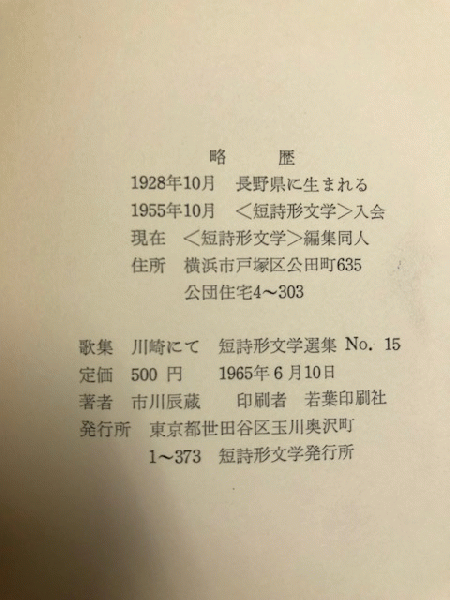 略　歴
1928年10月　長野県に生まれる
1955年10月　＜短詩形文学＞入会
現在　＜短詩形文学＞編集同人
住所　横浜市戸塚区公田町635
公団住宅4〜303
歌集　川崎にて　短詩形文学選集 No. 15
定価　500 円　1965年 6 月10日
著者　市川辰蔵　印刷者　若葉印刷社
発行所　東京都世田谷区玉川奥沢町
1〜373　短詩形文学発行所